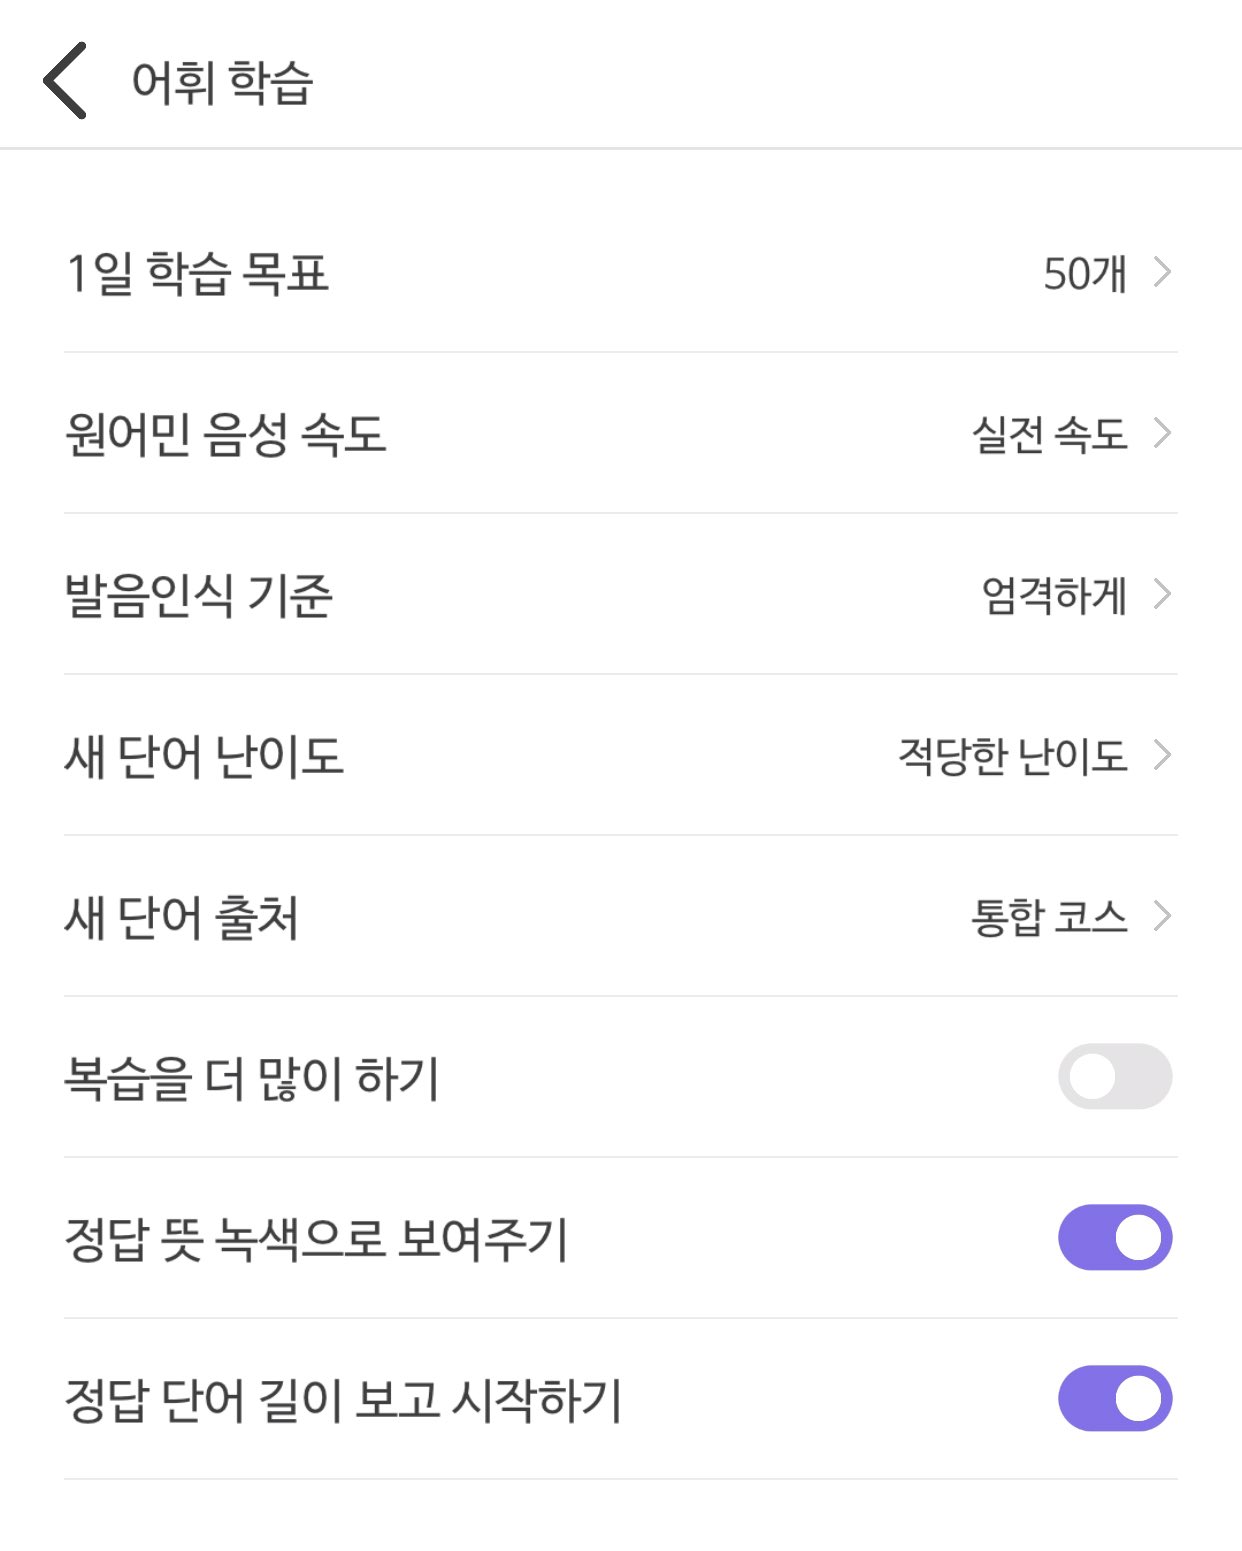 어휘 학습
1일 학습 목표 50개
원어민 음성 속도 실전 속도
발음인식 기준 엄격하게
새 단어 난이도 적당한 난이도
새 단어 출처 통합 코스
복습을 더 많이 하기
정답 뜻 녹색으로 보여주기
정답 단어 길이 보고 시작하기